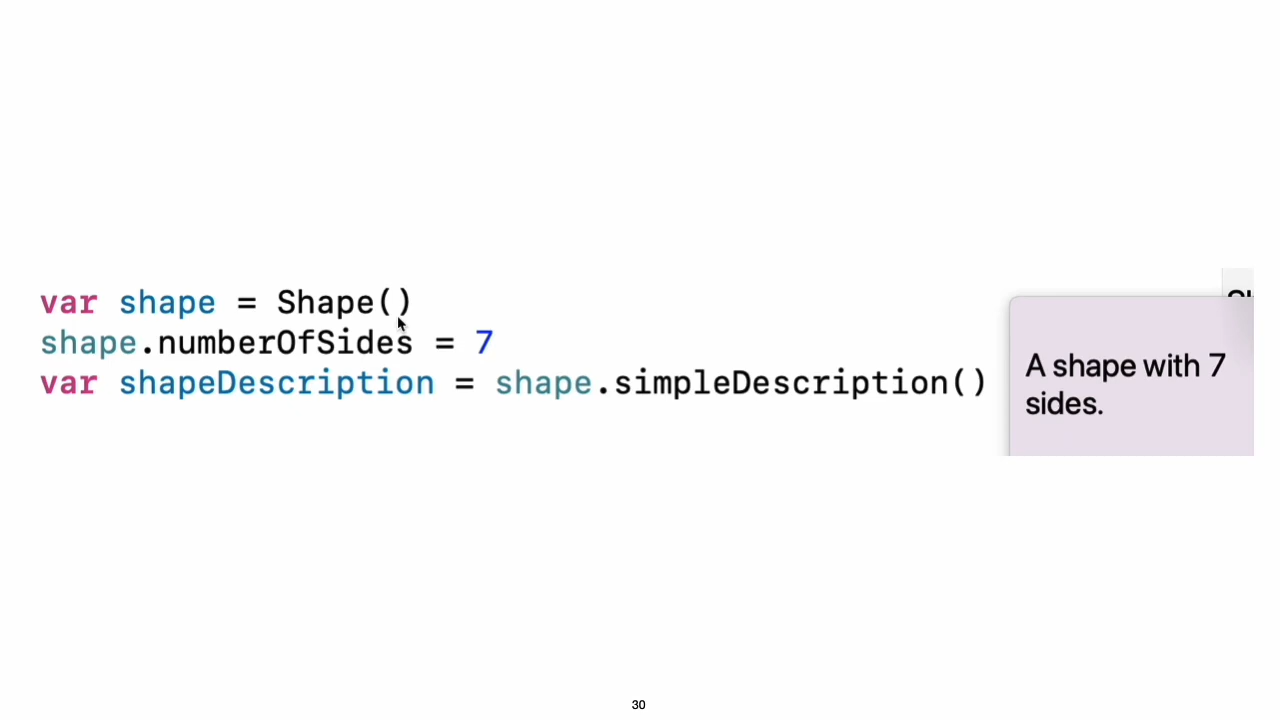 var shape = Shape()
shape.numberOfSides = 7
var shapeDescription = shape.simpleDescription()
A shape with 7
sides.
30